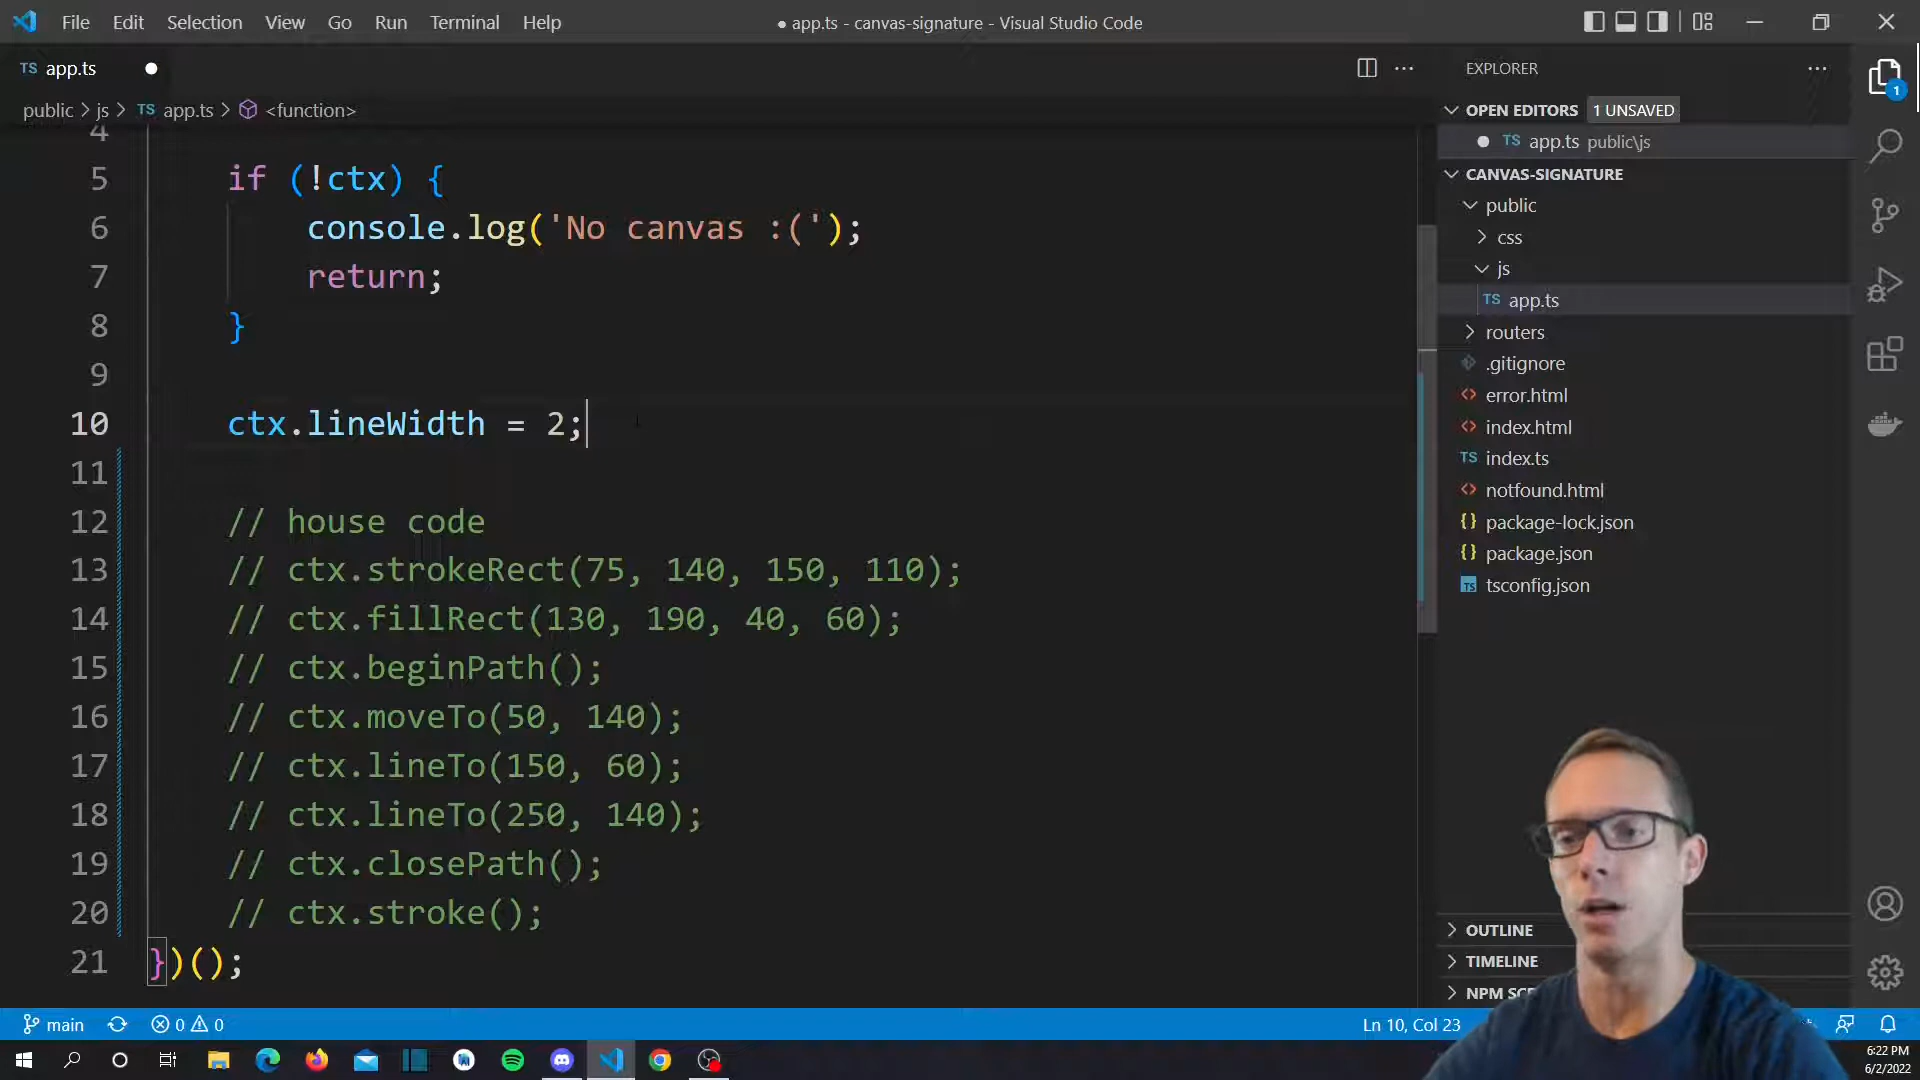 File Edit Selection View Go Run Terminal Help
● app.ts - canvas-signature - Visual Studio Code
TS app.ts
public > js > TS app.ts > <function>
4
5 if (!ctx) {
6 console.log('No canvas :(');
7 return;
8 }
9
10 ctx.lineWidth = 2;
11
12 // house code
13 // ctx.strokeRect(75, 140, 150, 110);
14 // ctx.fillRect(130, 190, 40, 60);
15 // ctx.beginPath();
16 // ctx.moveTo(50, 140);
17 // ctx.lineTo(150, 60);
18 // ctx.lineTo(250, 140);
19 // ctx.closePath();
20 // ctx.stroke();
21 })();
EXPLORER
OPEN EDITORS 1 UNSAVED
● TS app.ts public\js
CANVAS-SIGNATURE
public
css
js
TS app.ts
routers
.gitignore
<> error.html
<> index.html
TS index.ts
<> notfound.html
{} package-lock.json
{} package.json
TS tsconfig.json
OUTLINE
TIMELINE
NPM SC
1
main 0 0
Ln 10, Col 23
6:22 PM
6/2/2022